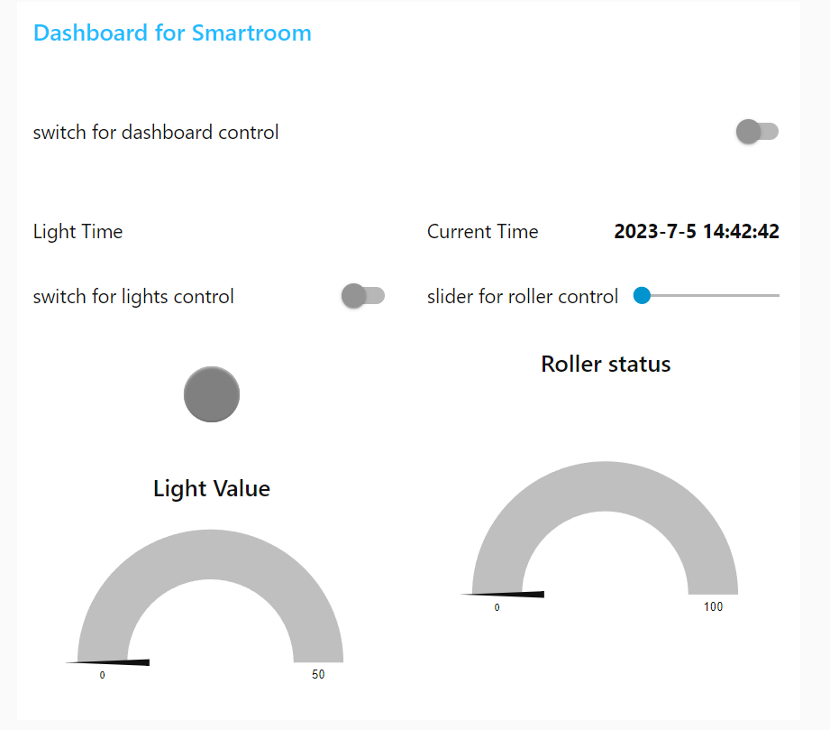 Dashboard for Smartroom
switch for dashboard control
Light Time
Current Time 2023-7-5 14:42:42
switch for lights control
slider for roller control
Roller status
Light Value
0 100
0 50